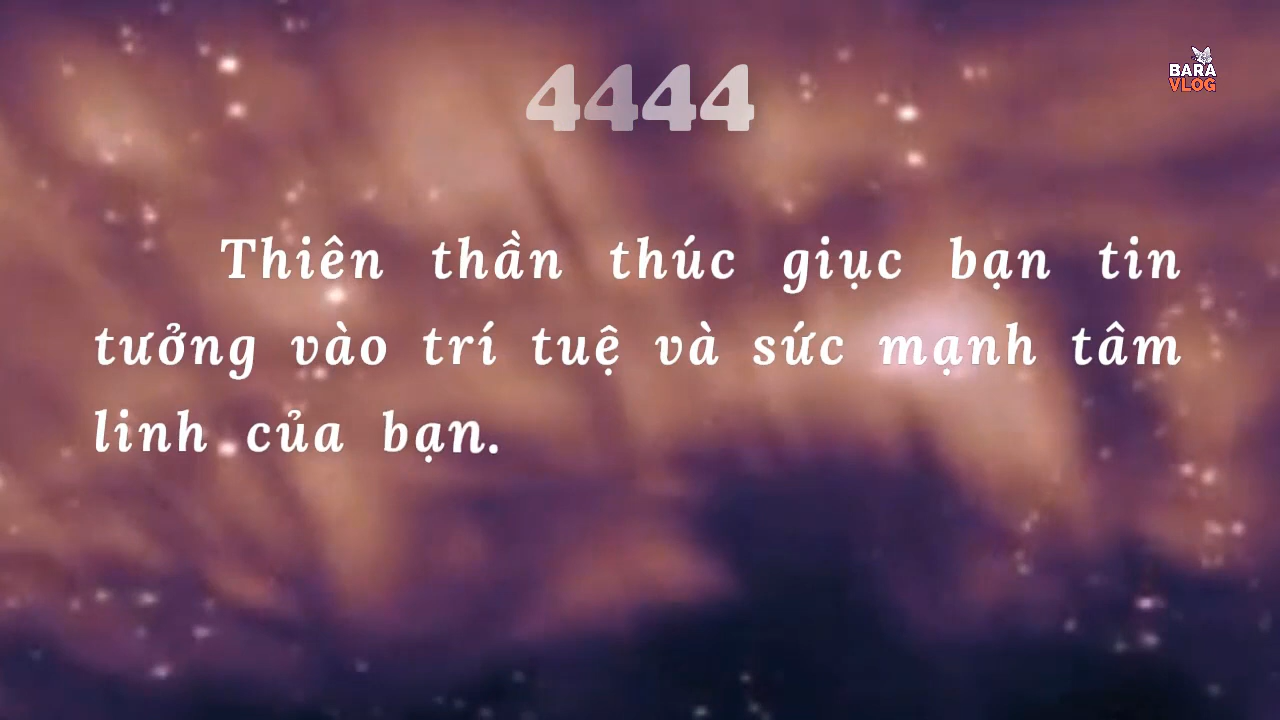 4444
BARA
VLOG
Thiên thần thúc giục bạn tin
tưởng vào trí tuệ và sức mạnh tâm
linh của bạn.